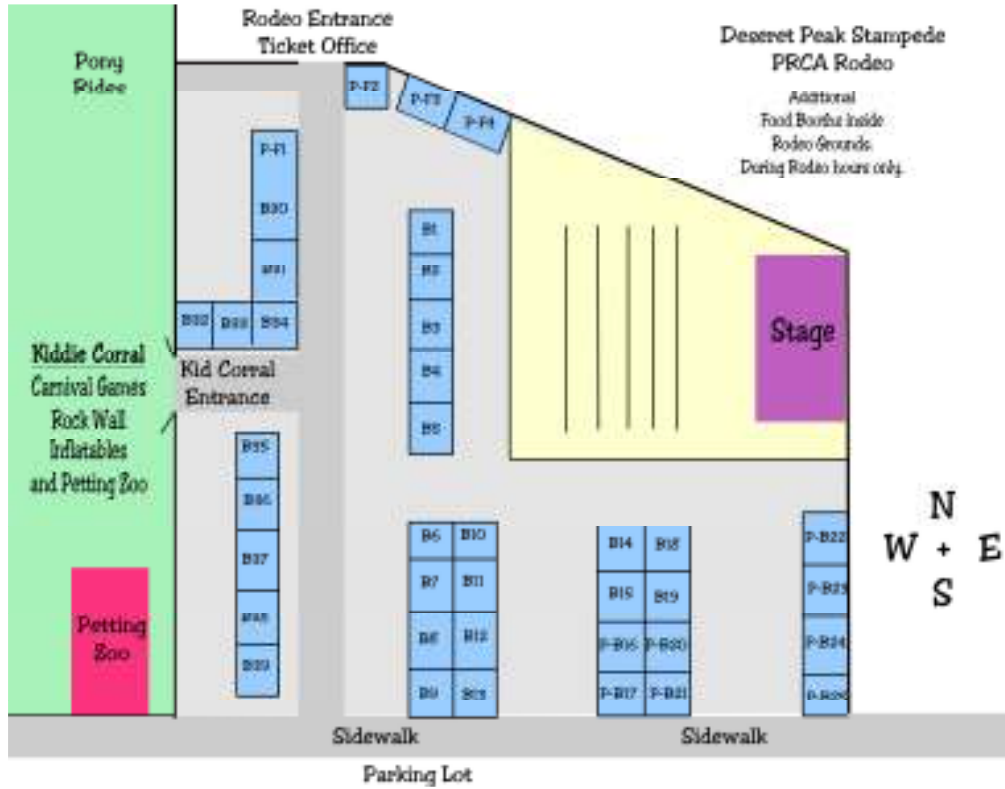 Rodeo Entrance
Ticket Office
Deseret Peak Stampede
PRCA Rodeo
Additional
Food Booths inside
Rodeo Grounds.
During Rodeo hours only.
Pony
Rides
P-F2
P-F3
P-F4
P-F1
B30
B1
B2
B3
B4
B5
B32
B33
B34
Stage
Kiddie Corral
Carnival Games
Rock Wall
Inflatables
and Petting Zoo
Kid Corral
Entrance
B35
B36
B37
B39
B6
B10
B7
B11
B8
B12
B9
B13
B14
B18
B15
B19
P-B16
P-B20
P-B17
P-B21
P-B22
P-B23
P-B24
N
W + E
S
Petting
Zoo
Sidewalk
Sidewalk
Parking Lot